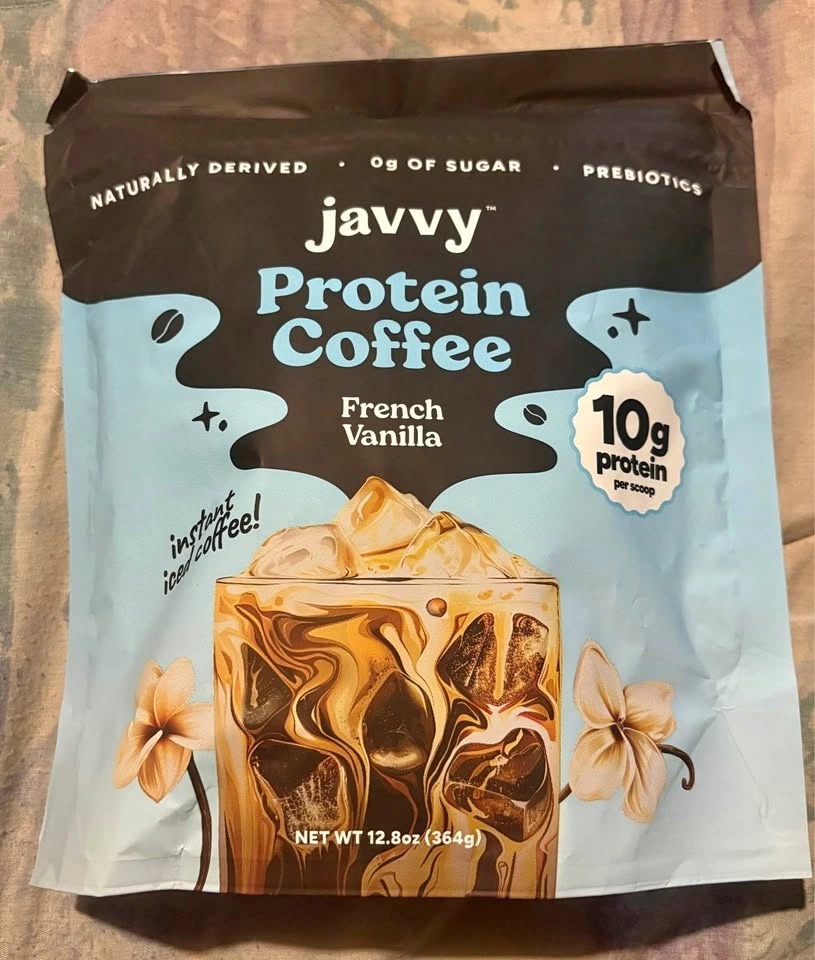 NATURALLY DERIVED • 0g OF SUGAR • PREBIOTICS
javvy™
Protein
Coffee
French
Vanilla
10g
protein
per scoop
instant
iced coffee!
NET WT 12.8oz (364g)